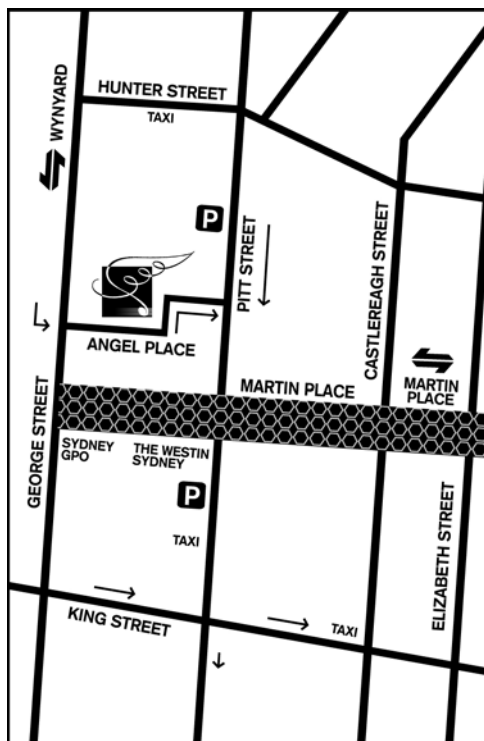 WYNYARD
HUNTER STREET
TAXI
P
PITT STREET
CASTLEREAGH STREET
ANGEL PLACE
MARTIN PLACE
MARTIN
PLACE
GEORGE STREET
SYDNEY
GPO
THE WESTIN
SYDNEY
P
TAXI
ELIZABETH STREET
KING STREET
TAXI